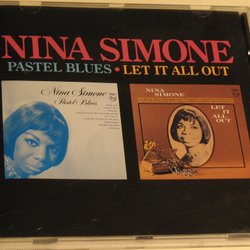 NINA SIMONE
PASTEL BLUES • LET IT ALL OUT
Nina Simone
Pastel Blues
NINA
SIMONE
LET
IT
ALL
OUT